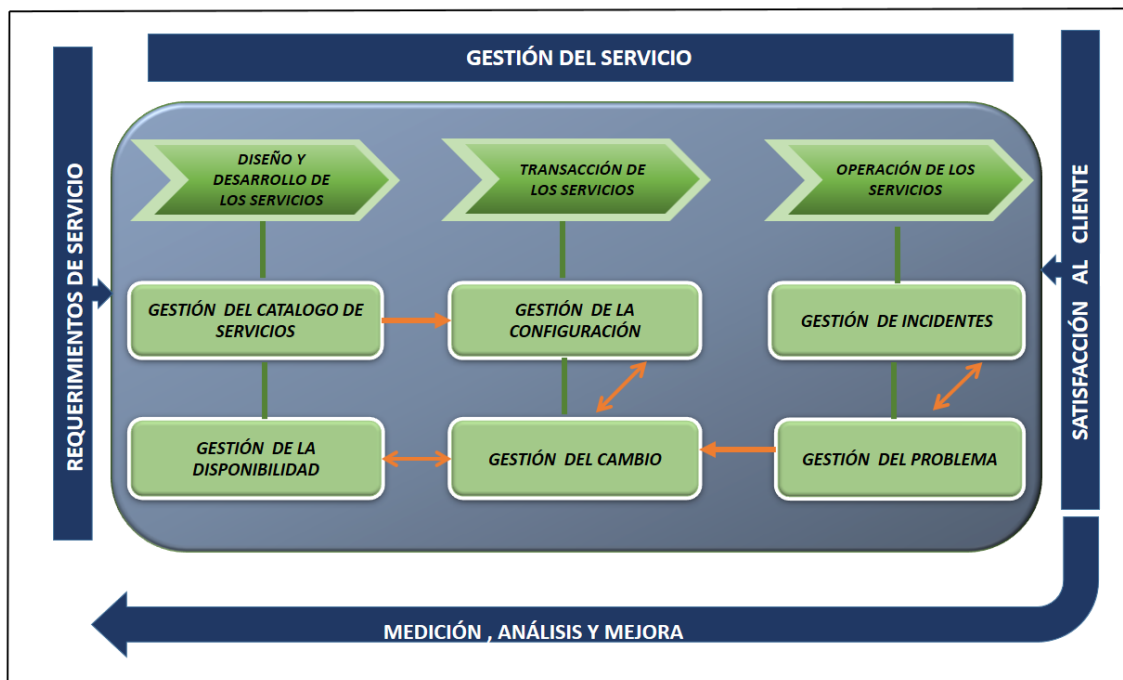 GESTIÓN DEL SERVICIO
REQUERIMIENTOS DE SERVICIO
DISEÑO Y
DESARROLLO DE
LOS SERVICIOS
TRANSACCIÓN DE
LOS SERVICIOS
OPERACIÓN DE LOS
SERVICIOS
GESTIÓN DEL CATALOGO DE
SERVICIOS
GESTIÓN DE LA
CONFIGURACIÓN
GESTIÓN DE INCIDENTES
GESTIÓN DE LA
DISPONIBILIDAD
GESTIÓN DEL CAMBIO
GESTIÓN DEL PROBLEMA
SATISFACCIÓN AL CLIENTE
MEDICIÓN , ANÁLISIS Y MEJORA